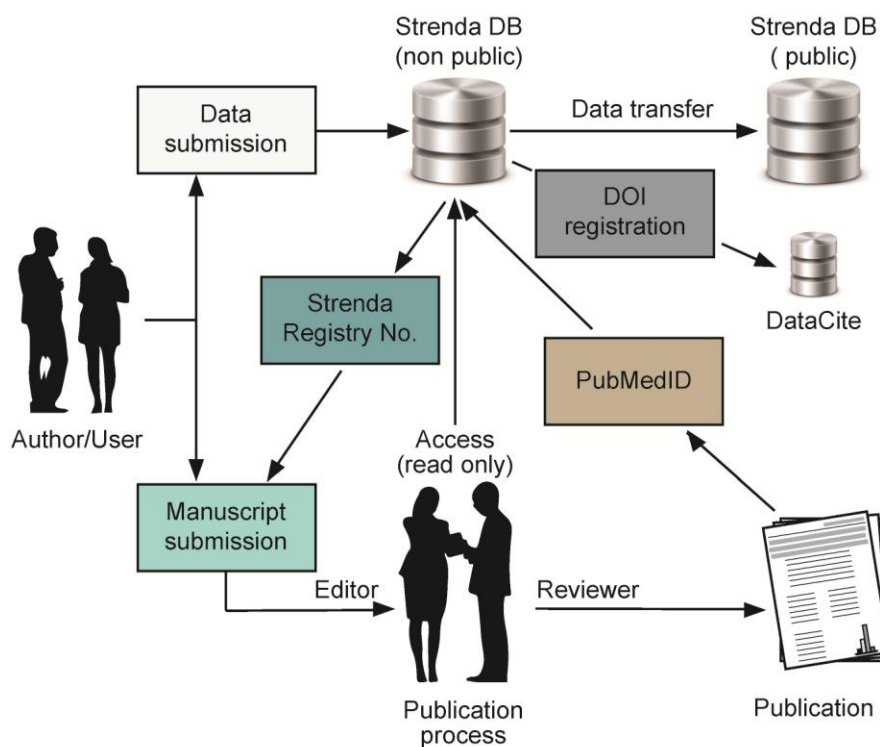 Strenda DB
(non public)
Strenda DB
( public)
Data
submission
Data transfer
DOI
registration
Strenda
Registry No.
DataCite
PubMedID
Author/User
Access
(read only)
Manuscript
submission
Editor
Reviewer
Publication
process
Publication